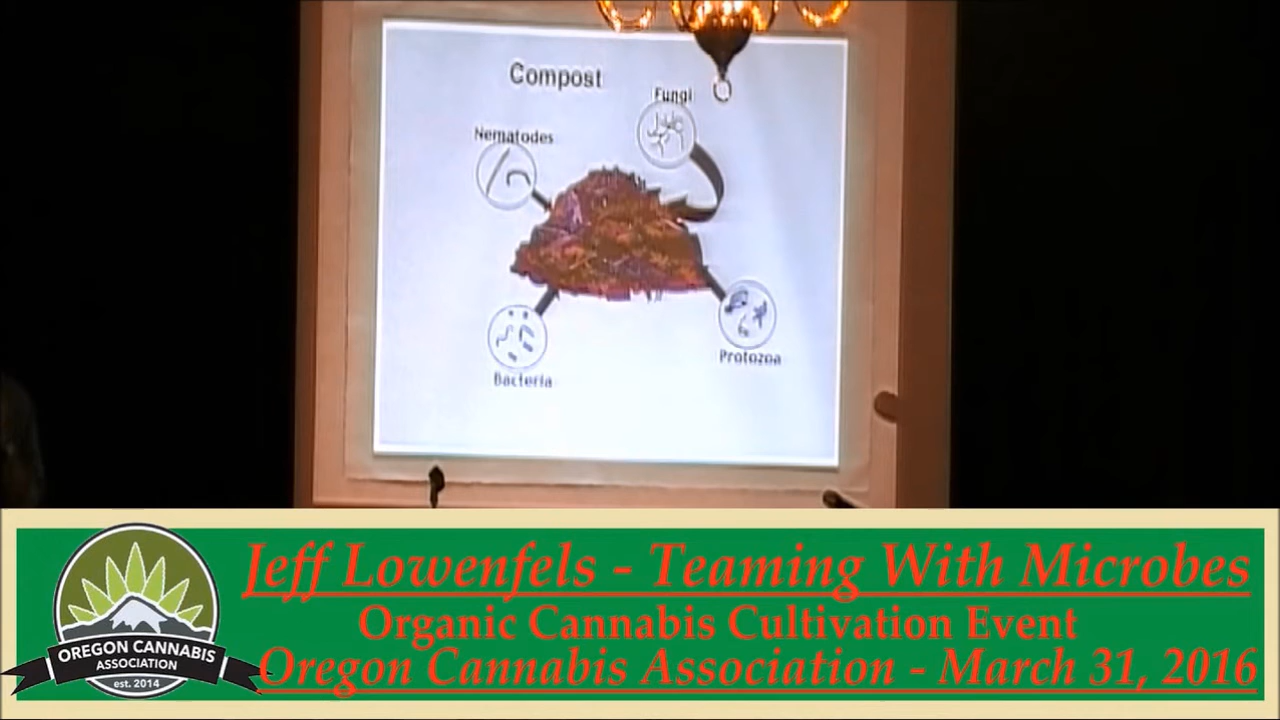 Compost
Fungi
Nematodes
Protozoa
Bacteria
Jeff Lowenfels - Teaming With Microbes
Organic Cannabis Cultivation Event
Oregon Cannabis Association - March 31, 2016
OREGON CANNABIS
ASSOCIATION
est. 2014